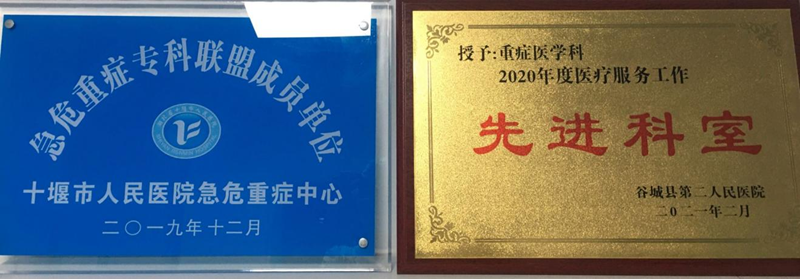 急危重症专科联盟成员单位
十堰市人民医院急危重症中心
二〇一九年十二月
授予:重症医学科
2020年度医疗服务工作
先进科室
谷城县第二人民医院
二〇二一年二月